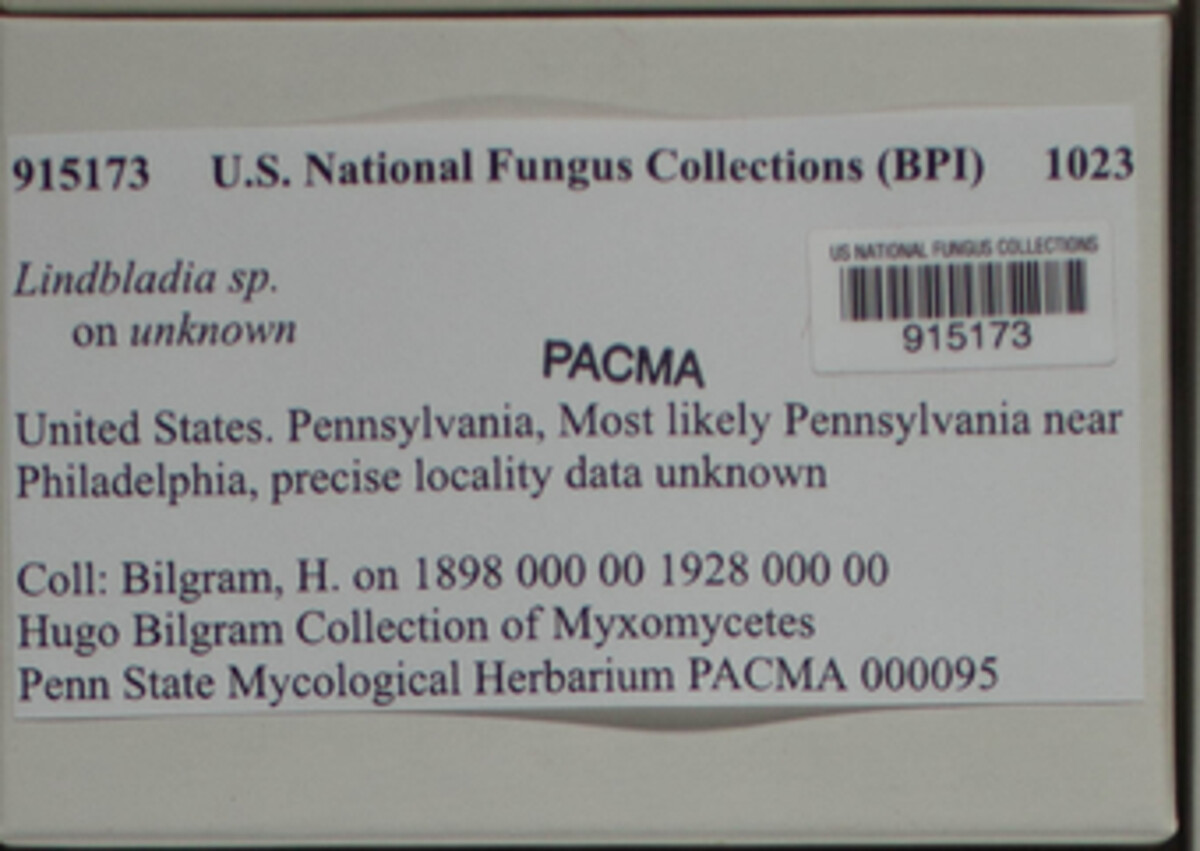 915173 U.S. National Fungus Collections (BPI) 1023
US NATIONAL FUNGUS COLLECTIONS
915173
Lindbladia sp.
on unknown
PACMA
United States. Pennsylvania, Most likely Pennsylvania near
Philadelphia, precise locality data unknown
Coll: Bilgram, H. on 1898 000 00 1928 000 00
Hugo Bilgram Collection of Myxomycetes
Penn State Mycological Herbarium PACMA 000095